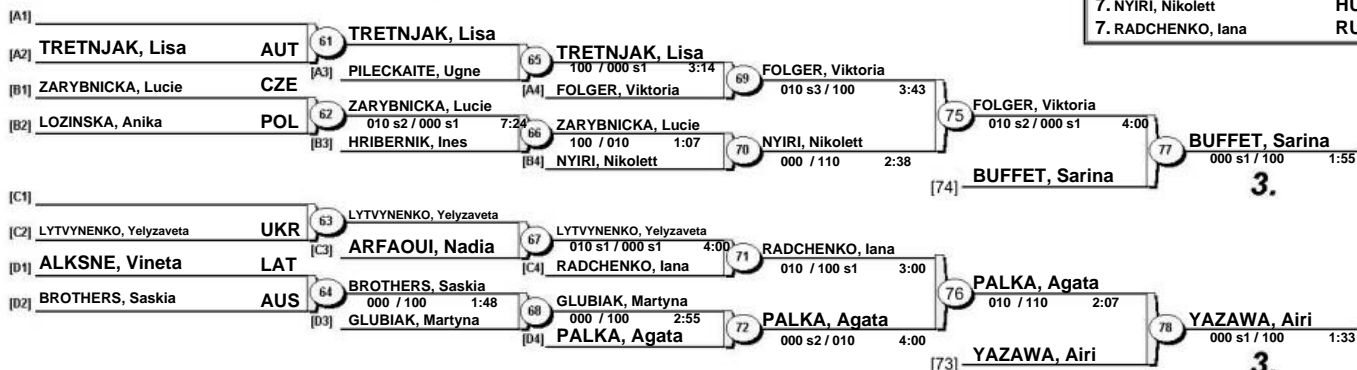 7. NYIRI, Nikolett HU
7. RADCHENKO, Iana RU
[A1]
[A2] TRETNJAK, Lisa AUT
61
TRETNJAK, Lisa
[A3] PILECKAITE, Ugne
65
TRETNJAK, Lisa
100 / 000 s1 3:14
[A4] FOLGER, Viktoria
69
FOLGER, Viktoria
010 s3 / 100 3:43
[B1] ZARYBNICKA, Lucie CZE
[B2] LOZINSKA, Anika POL
62
ZARYBNICKA, Lucie
010 s2 / 000 s1 7:24
[B3] HRIBERNIK, Ines
66
ZARYBNICKA, Lucie
100 / 010 1:07
[B4] NYIRI, Nikolett
70
NYIRI, Nikolett
000 / 110 2:38
75
FOLGER, Viktoria
010 s2 / 000 s1 4:00
[74] BUFFET, Sarina
77
BUFFET, Sarina
000 s1 / 100 1:55
3.
[C1]
[C2] LYTVYNENKO, Yelyzaveta UKR
63
LYTVYNENKO, Yelyzaveta
[C3] ARFAOUI, Nadia
67
LYTVYNENKO, Yelyzaveta
010 s1 / 000 s1 4:00
[C4] RADCHENKO, Iana
71
RADCHENKO, Iana
010 / 100 s1 3:00
[D1] ALKSNE, Vineta LAT
[D2] BROTHERS, Saskia AUS
64
BROTHERS, Saskia
000 / 100 1:48
[D3] GLUBIAK, Martyna
68
GLUBIAK, Martyna
000 / 100 2:55
[D4] PALKA, Agata
72
PALKA, Agata
000 s2 / 010 4:00
76
PALKA, Agata
010 / 110 2:07
[73] YAZAWA, Airi
78
YAZAWA, Airi
000 s1 / 100 1:33
3.